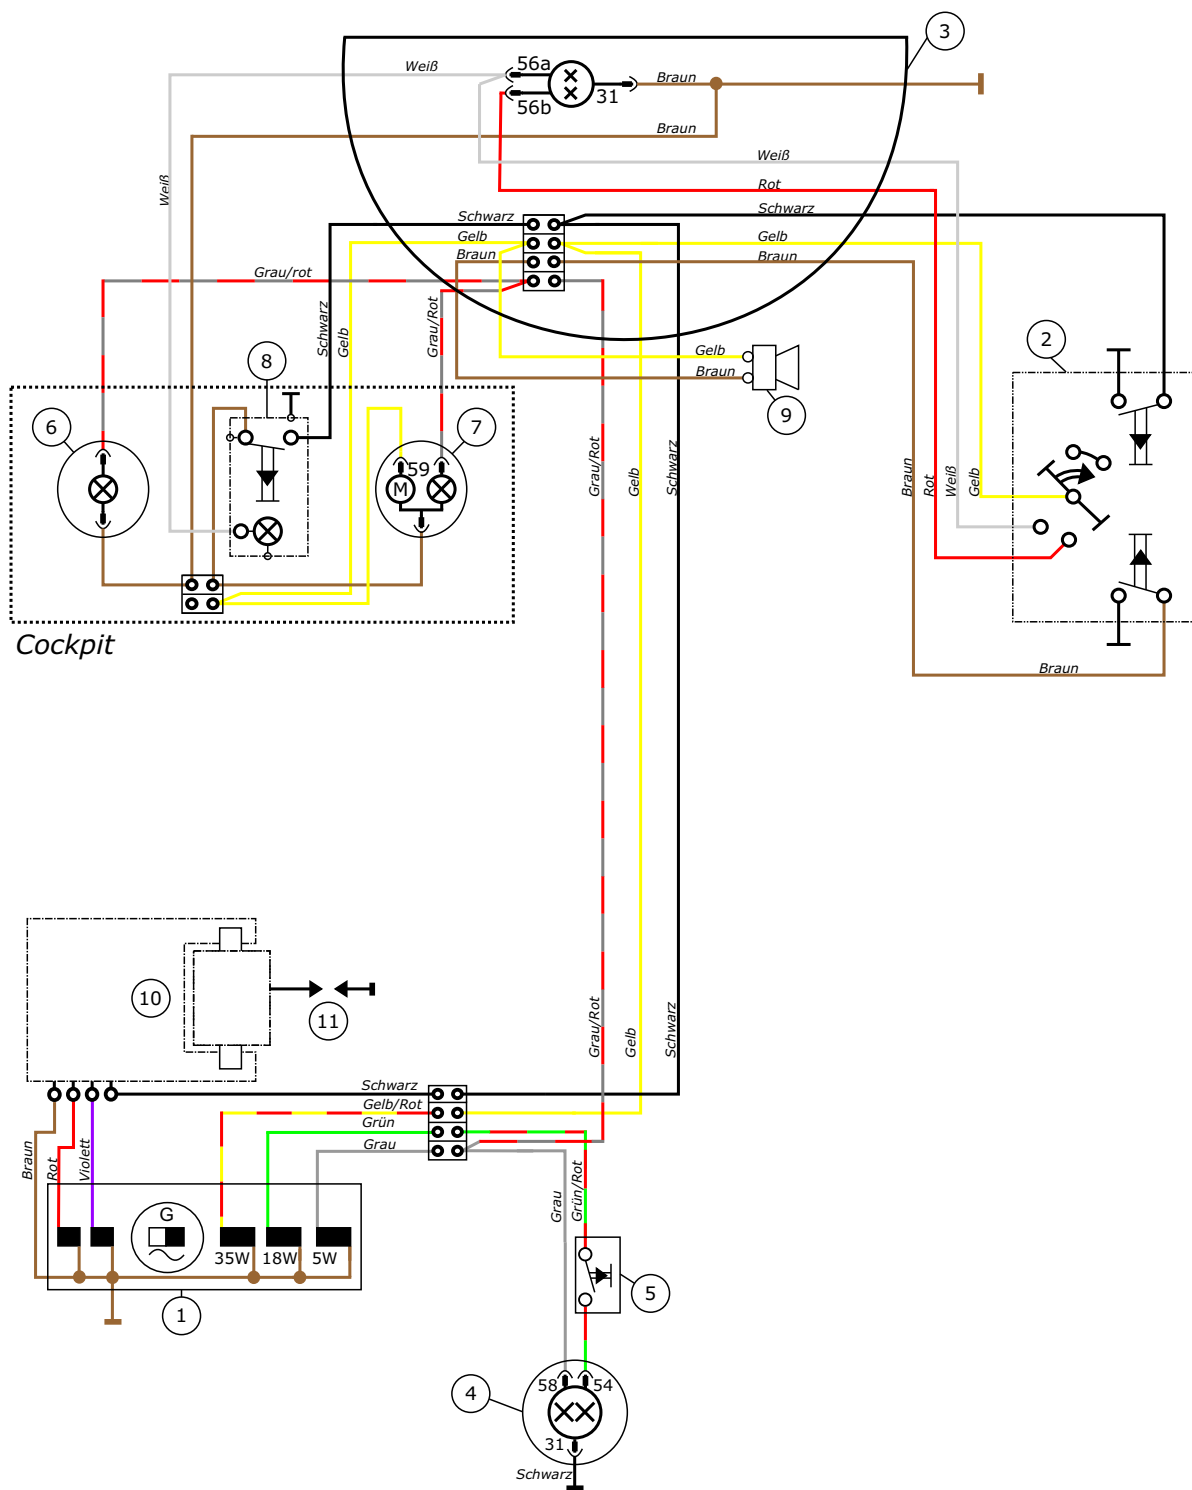 3
56a
Weiß
Braun
31
56b
Braun
Weiß
Weiß
Rot
Schwarz
Schwarz
Gelb
Gelb
Braun
Braun
Grau/rot
Schwarz
Gelb
Grau/Rot
8
2
Gelb
Braun
9
6
7
59
M
Grau/Rot
Gelb
Schwarz
Braun
Rot
Weiß
Gelb
Cockpit
Braun
10
11
Grau/Rot
Gelb
Schwarz
Schwarz
Gelb/Rot
Grün
Grau
Braun
Rot
Violett
Grau
Grün/Rot
G
35W
18W
5W
5
1
4
58
54
31
Schwarz